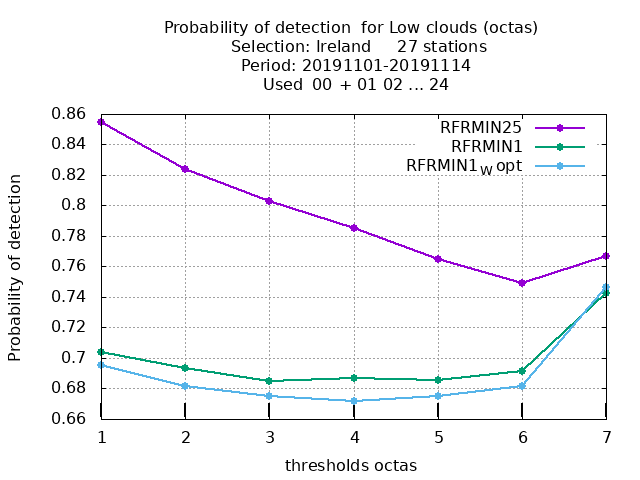 Probability of detection  for Low clouds (octas)
Selection: Ireland     27 stations
Period: 20191101-20191114
Used  00  + 01 02 ... 24
0.86
0.84
0.82
0.8
0.78
0.76
0.74
0.72
0.7
0.68
0.66
Probability of detection
RFRMIN25
RFRMIN1
RFRMIN1W opt
1 2 3 4 5 6 7
thresholds octas